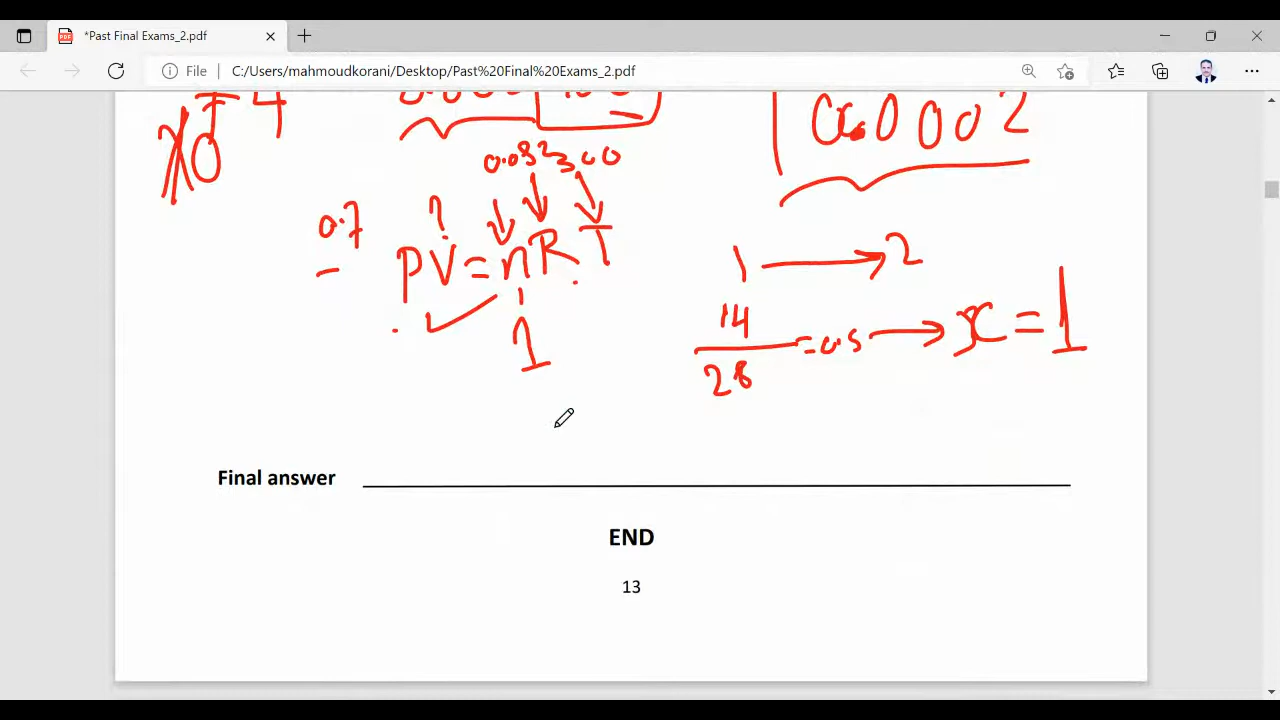 *Past Final Exams_2.pdf
File C:/Users/mahmoudkorani/Desktop/Past%20Final%20Exams_2.pdf
0.0002
0.082 300
0.7 ?
PV = nRT
1
1 → 2
14
28 = 0.5 → x = 1
Final answer
END
13